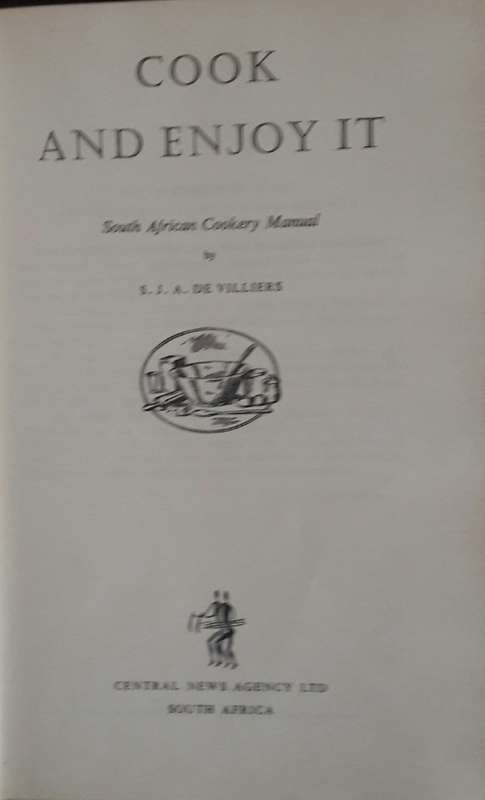 COOK
AND ENJOY IT
South African Cookery Manual
by
S. J. A. DE VILLIERS
CENTRAL NEWS AGENCY LTD
SOUTH AFRICA